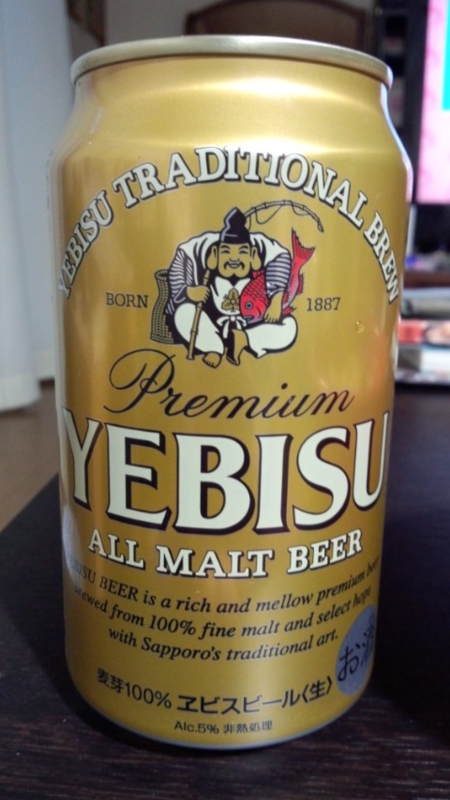 YEBISU TRADITIONAL BREW
BORN 1887
Premium
YEBISU
ALL MALT BEER
BEER is a rich and mellow premium
brewed from 100% fine malt and select hops
with Sapporo's traditional art.
お酒
麦芽100% ヱビスビール〈生〉
Alc.5% 非熱処理